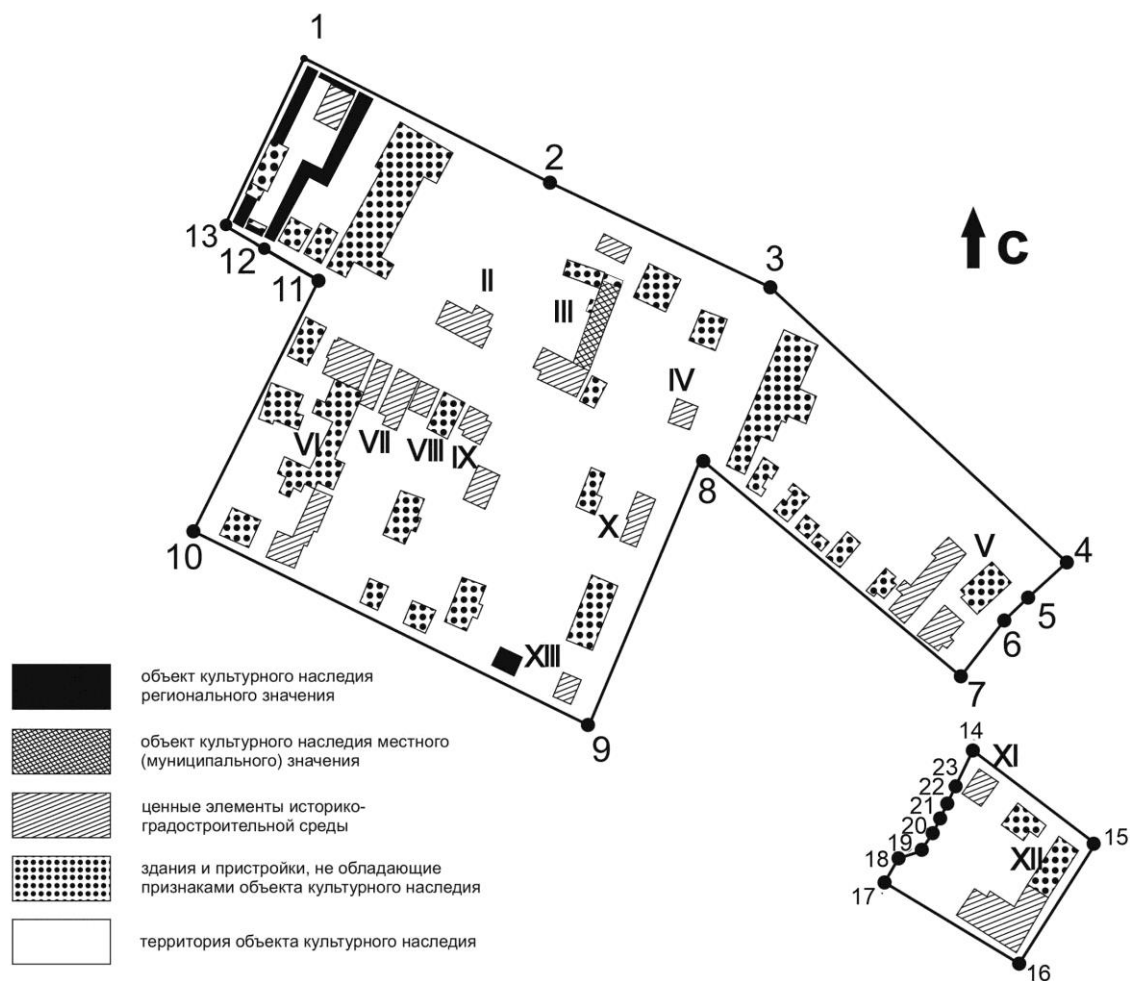 1
2
3
С
13
12
11
II
III
IV
VI
VII
VIII
IX
8
X
V
4
5
6
10
7
XIII
9
объект культурного наследия
регионального значения
объект культурного наследия местного
(муниципального) значения
ценные элементы историко-
градостроительной среды
здания и пристройки, не обладающие
признаками объекта культурного наследия
территория объекта культурного наследия
14
XI
23
22
21
20
19
18
17
15
XII
16